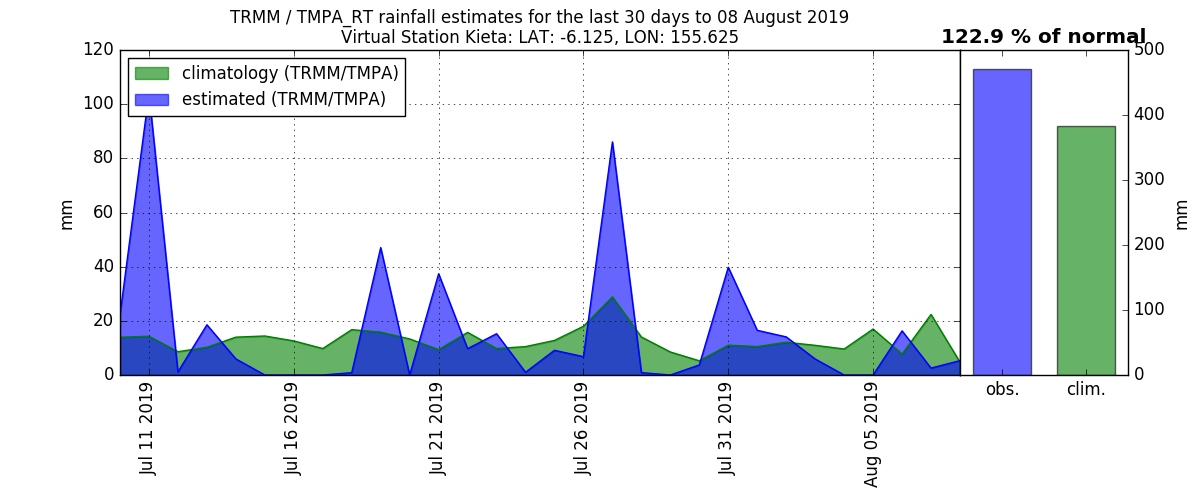 TRMM / TMPA_RT rainfall estimates for the last 30 days to 08 August 2019
Virtual Station Kieta: LAT: -6.125, LON: 155.625
122.9 % of normal
climatology (TRMM/TMPA)
estimated (TRMM/TMPA)
120
100
80
60
40
20
0
mm
Jul 11 2019
Jul 16 2019
Jul 21 2019
Jul 26 2019
Jul 31 2019
Aug 05 2019
500
400
300
200
100
0
mm
obs.
clim.